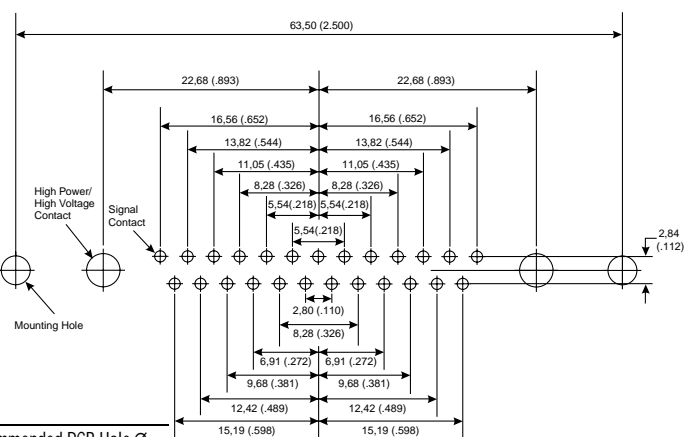 63,50 (2.500)
22,68 (.893) 22,68 (.893)
16,56 (.652) 16,56 (.652)
13,82 (.544) 13,82 (.544)
11,05 (.435) 11,05 (.435)
High Power/
High Voltage
Contact
8,28 (.326) 8,28 (.326)
Signal
Contact
5,54(.218) 5,54(.218)
5,54(.218)
2,84
(.112)
Mounting Hole
2,80 (.110)
8,28 (.326)
6,91 (.272) 6,91 (.272)
9,68 (.381) 9,68 (.381)
12,42 (.489) 12,42 (.489)
15,19 (.598) 15,19 (.598)
mmended PCB Hole Ø